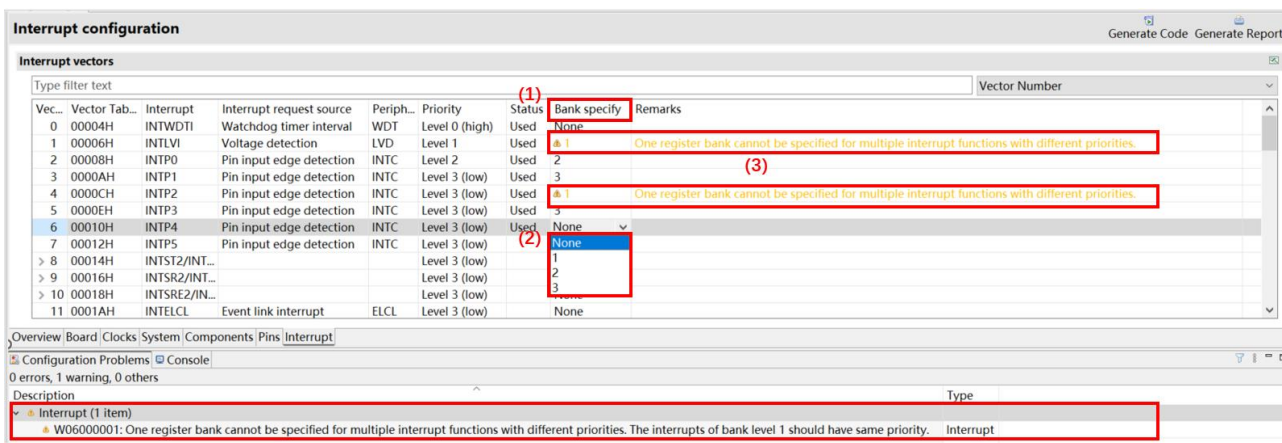 Interrupt configuration
Generate Code Generate Report
Interrupt vectors
Type filter text Vector Number
(1)
Vec... Vector Tab... Interrupt Interrupt request source Periph... Priority Status Bank specify Remarks
0 00004H INTWDTI Watchdog timer interval WDT Level 0 (high) Used None
1 00006H INTLVI Voltage detection LVD Level 1 Used 1 One register bank cannot be specified for multiple interrupt functions with different priorities.
2 00008H INTP0 Pin input edge detection INTC Level 2 Used 2
(3)
3 0000AH INTP1 Pin input edge detection INTC Level 3 (low) Used 3
4 0000CH INTP2 Pin input edge detection INTC Level 3 (low) Used 1 One register bank cannot be specified for multiple interrupt functions with different priorities.
5 0000EH INTP3 Pin input edge detection INTC Level 3 (low) Used 3
6 00010H INTP4 Pin input edge detection INTC Level 3 (low) Used None
(2)
7 00012H INTP5 Pin input edge detection INTC Level 3 (low) None
> 8 00014H INTST2/INT... Level 3 (low) 1
> 9 00016H INTSR2/INT... Level 3 (low) 2
> 10 00018H INTSRE2/IN... Level 3 (low) 3
11 0001AH INTELCL Event link interrupt ELCL Level 3 (low) None
Overview Board Clocks System Components Pins Interrupt
Configuration Problems Console
0 errors, 1 warning, 0 others
Description Type
Interrupt (1 item)
W06000001: One register bank cannot be specified for multiple interrupt functions with different priorities. The interrupts of bank level 1 should have same priority. Interrupt